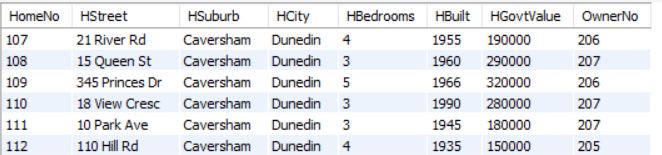 HomeNo HStreet HSuburb HCity HBedrooms HBuilt HGovtValue OwnerNo
107 21 River Rd Caversham Dunedin 4 1955 190000 206
108 15 Queen St Caversham Dunedin 3 1960 290000 207
109 345 Princes Dr Caversham Dunedin 5 1966 320000 206
110 18 View Cresc Caversham Dunedin 3 1990 280000 207
111 10 Park Ave Caversham Dunedin 3 1945 180000 207
112 110 Hill Rd Caversham Dunedin 4 1935 150000 205